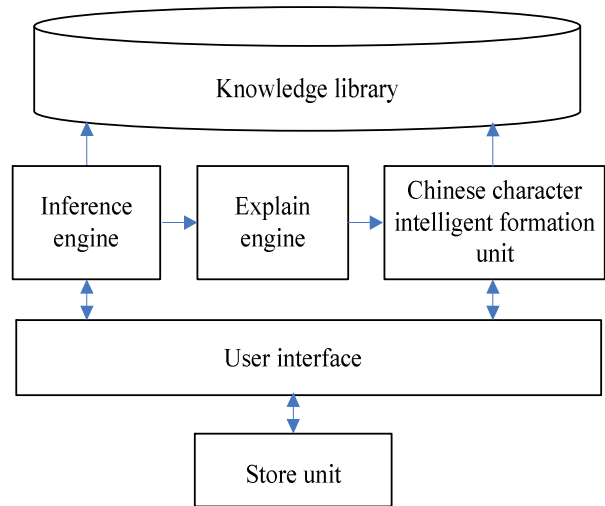 Knowledge library
Inference
engine
Explain
engine
Chinese character
intelligent formation
unit
User interface
Store unit